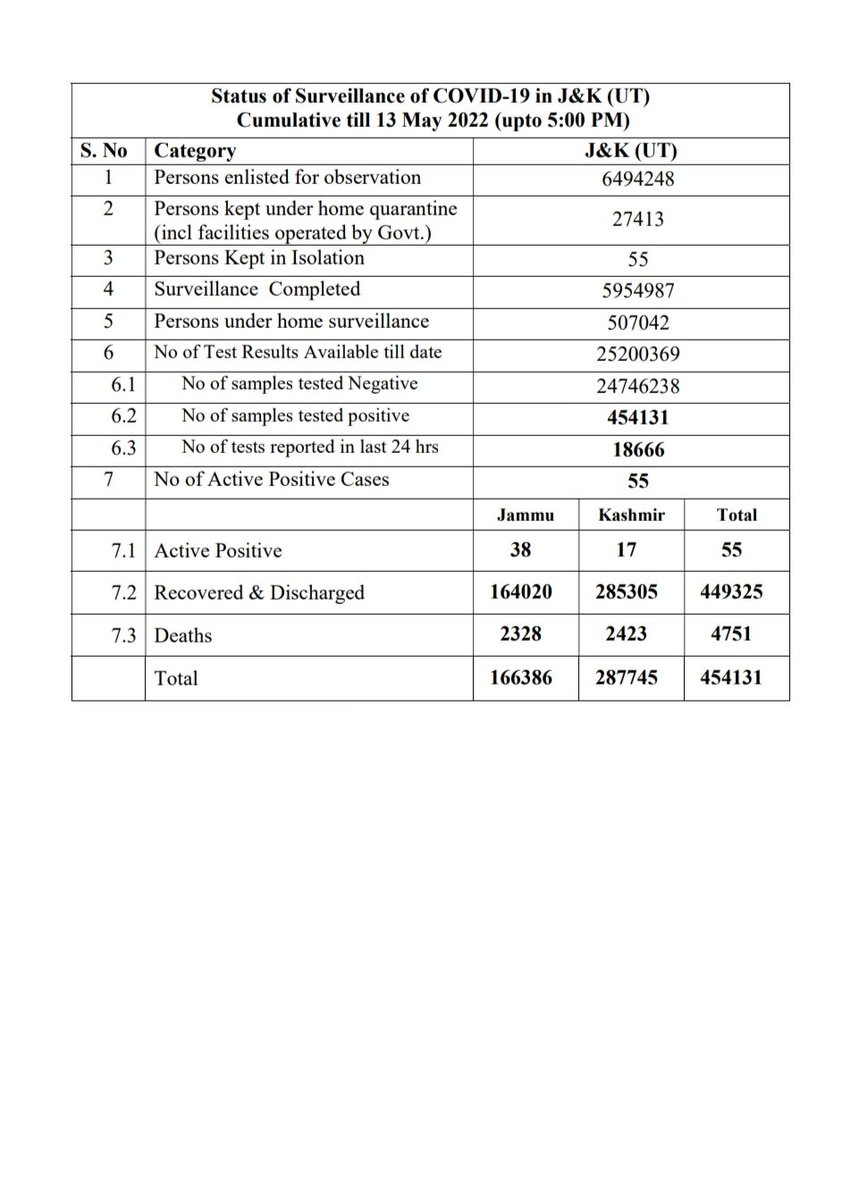 Status of Surveillance of COVID-19 in J&K (UT)
Cumulative till 13 May 2022 (upto 5:00 PM)
S. No Category J&K (UT)
1 Persons enlisted for observation 6494248
2 Persons kept under home quarantine
(incl facilities operated by Govt.) 27413
3 Persons Kept in Isolation 55
4 Surveillance Completed 5954987
5 Persons under home surveillance 507042
6 No of Test Results Available till date 25200369
6.1 No of samples tested Negative 24746238
6.2 No of samples tested positive 454131
6.3 No of tests reported in last 24 hrs 18666
7 No of Active Positive Cases 55
Jammu Kashmir Total
7.1 Active Positive 38 17 55
7.2 Recovered & Discharged 164020 285305 449325
7.3 Deaths 2328 2423 4751
Total 166386 287745 454131